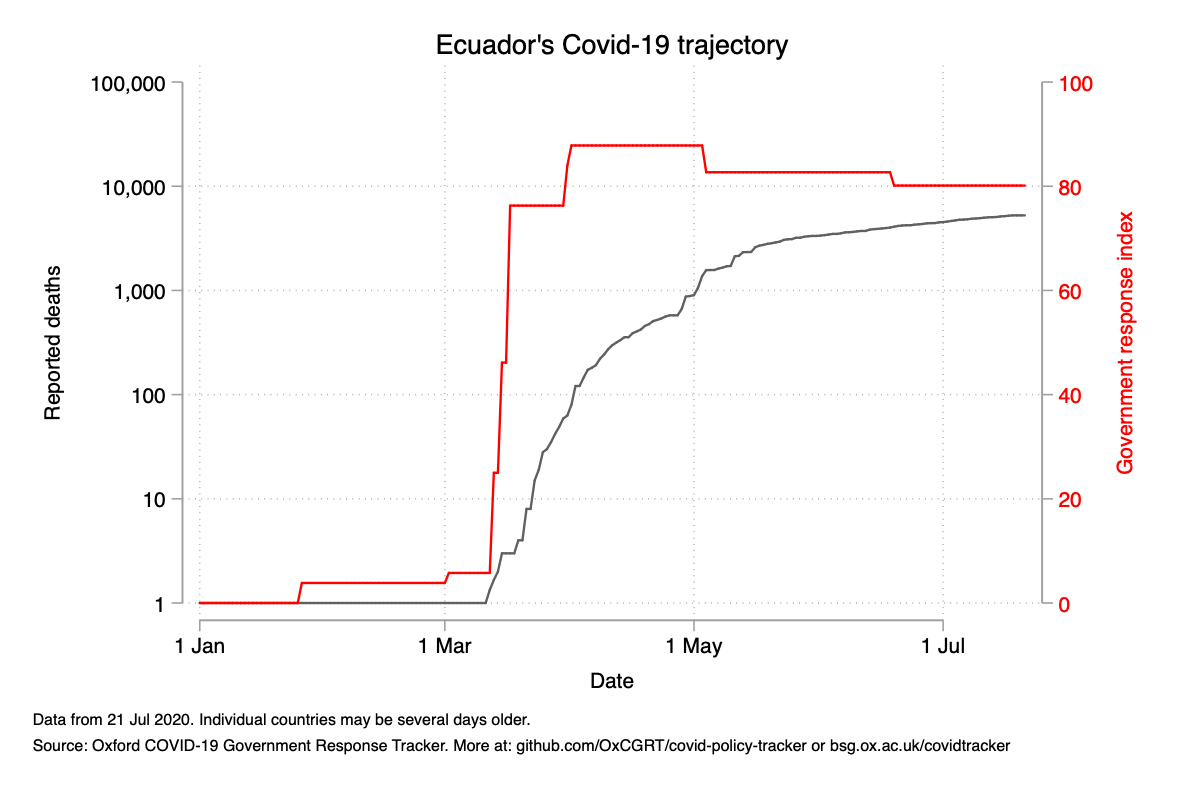 Ecuador's Covid-19 trajectory
100,000
10,000
1,000
100
10
1
Reported deaths
100
80
60
40
20
0
Government response index
1 Jan
1 Mar
1 May
1 Jul
Date
Data from 21 Jul 2020. Individual countries may be several days older.
Source: Oxford COVID-19 Government Response Tracker. More at: github.com/OxCGRT/covid-policy-tracker or bsg.ox.ac.uk/covidtracker